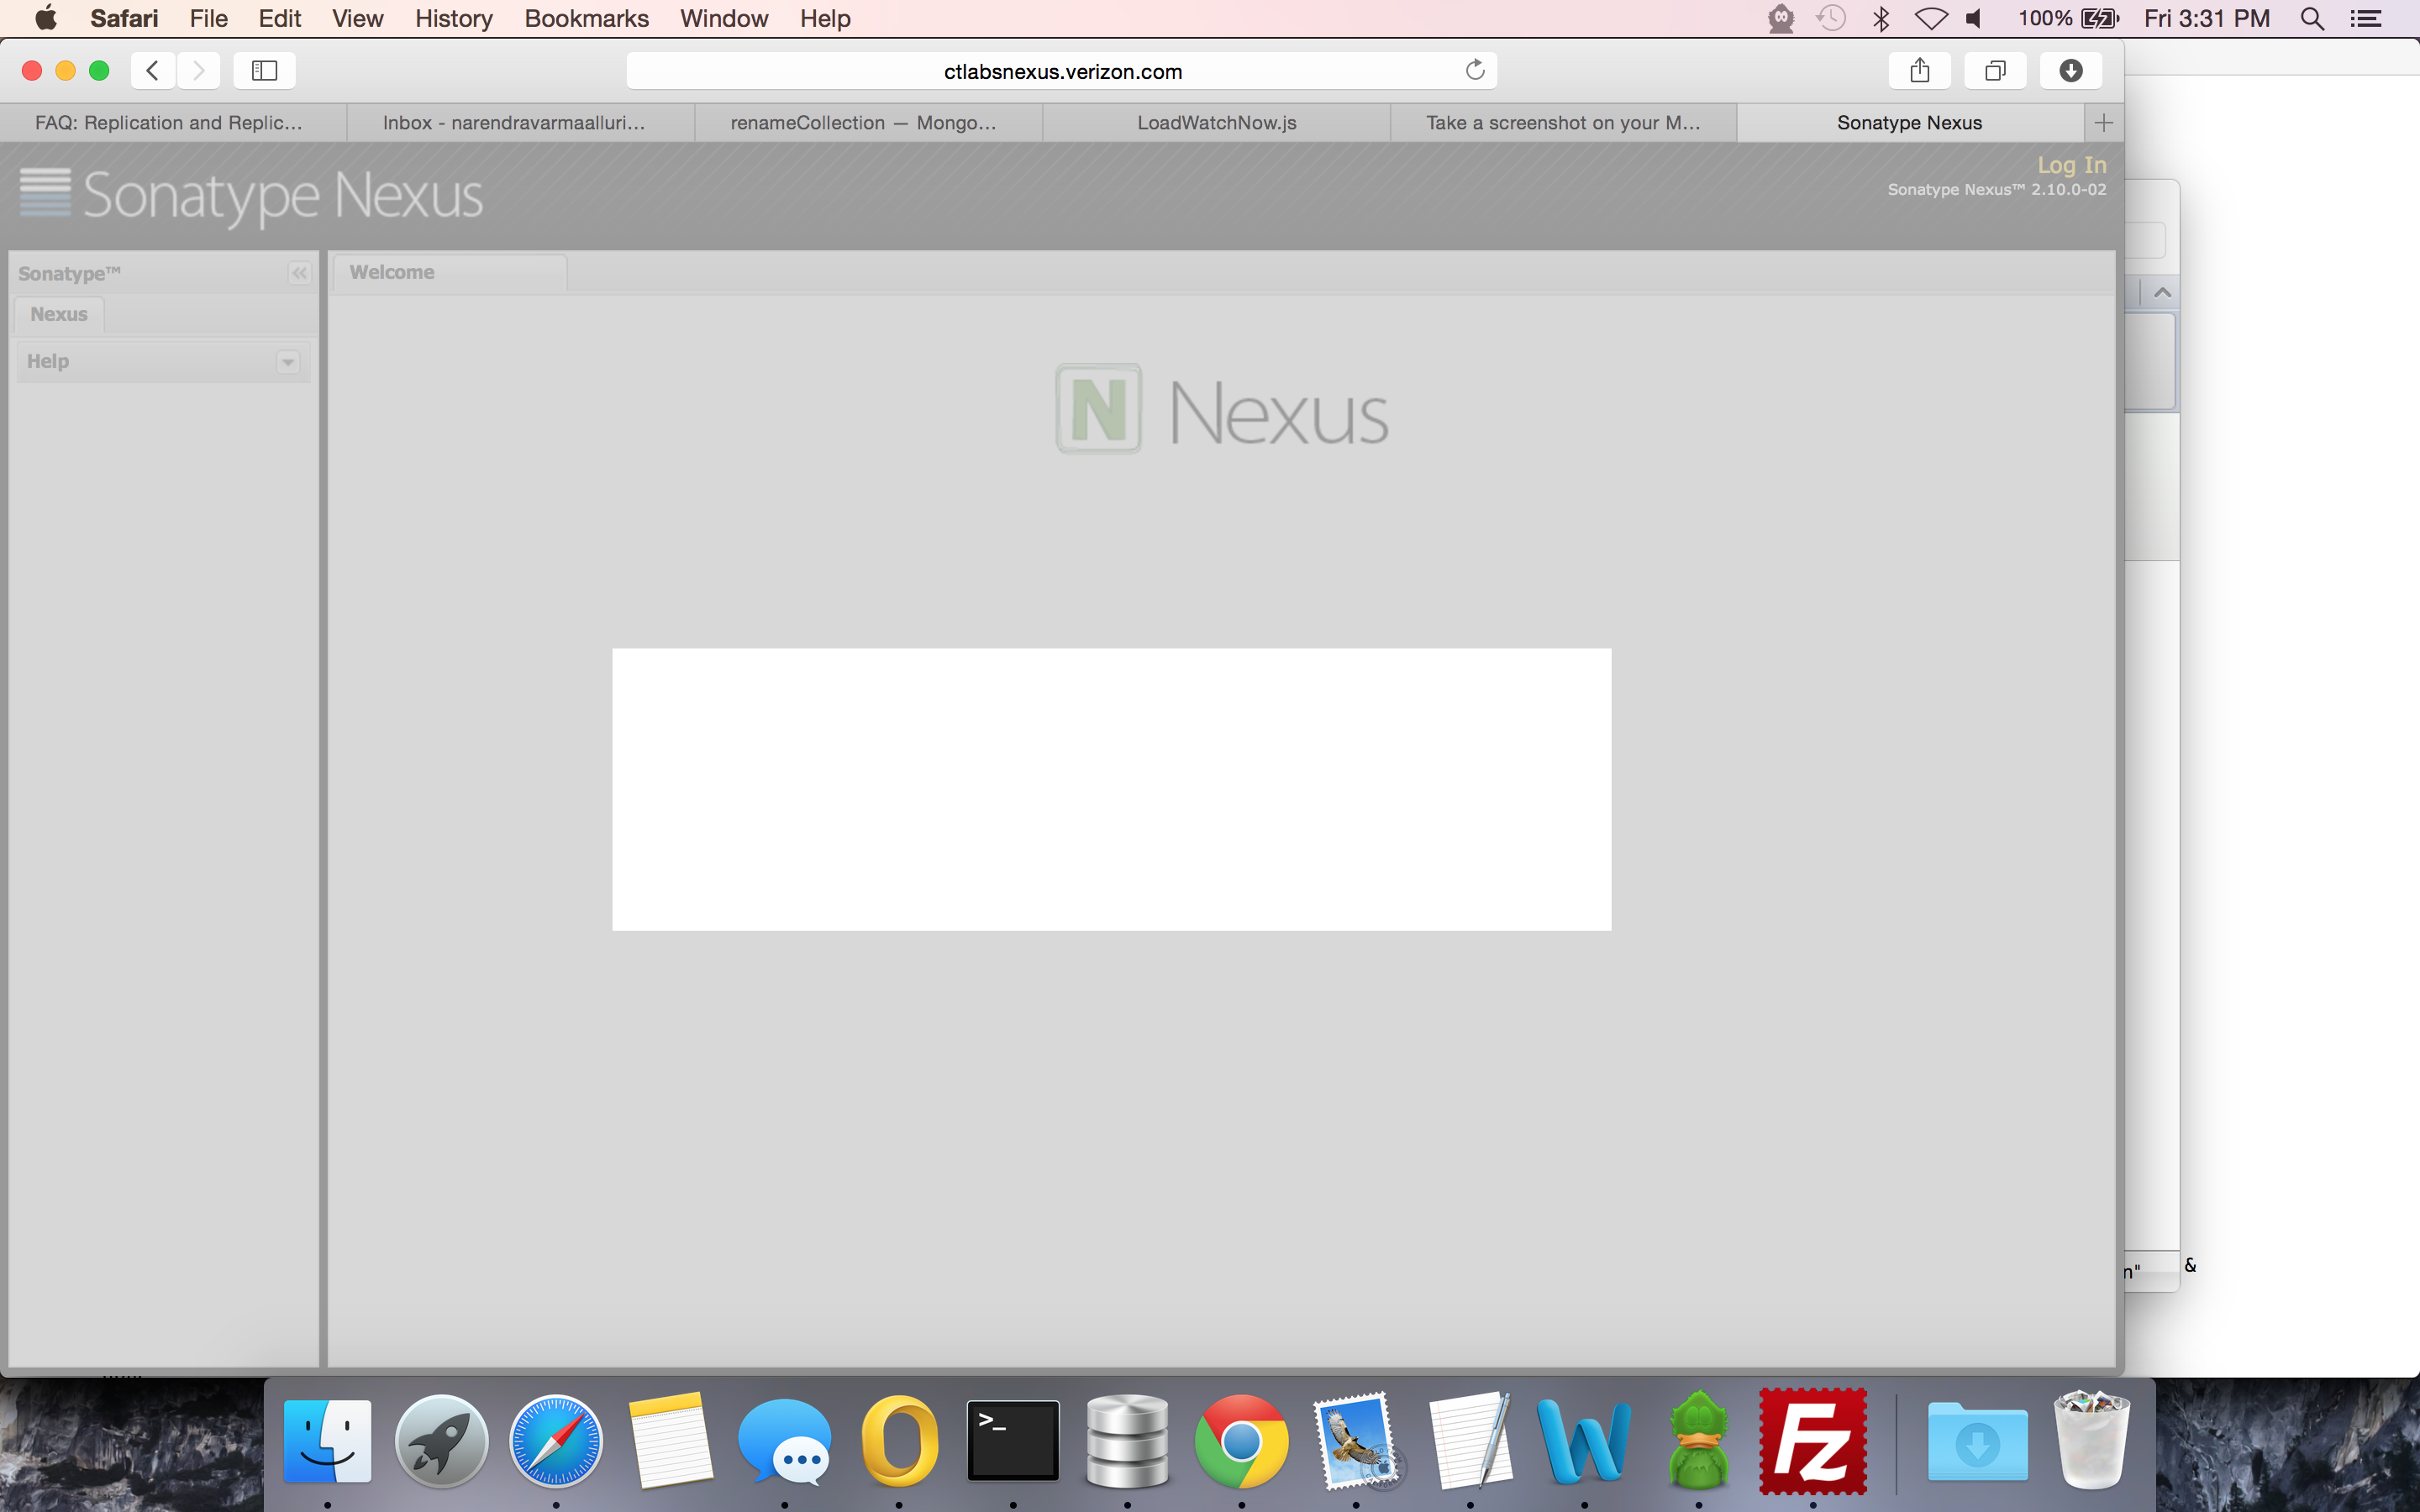 Safari File Edit View History Bookmarks Window Help 100% Fri 3:31 PM
ctlabsnexus.verizon.com
FAQ: Replication and Replic... Inbox - narendravarmaalluri... renameCollection — Mongo... LoadWatchNow.js Take a screenshot on your M... Sonatype Nexus
Sonatype Nexus
Log In
Sonatype Nexus™ 2.10.0-02
Sonatype™
Welcome
Nexus
Help
N Nexus
n" &
>_
W
Fz